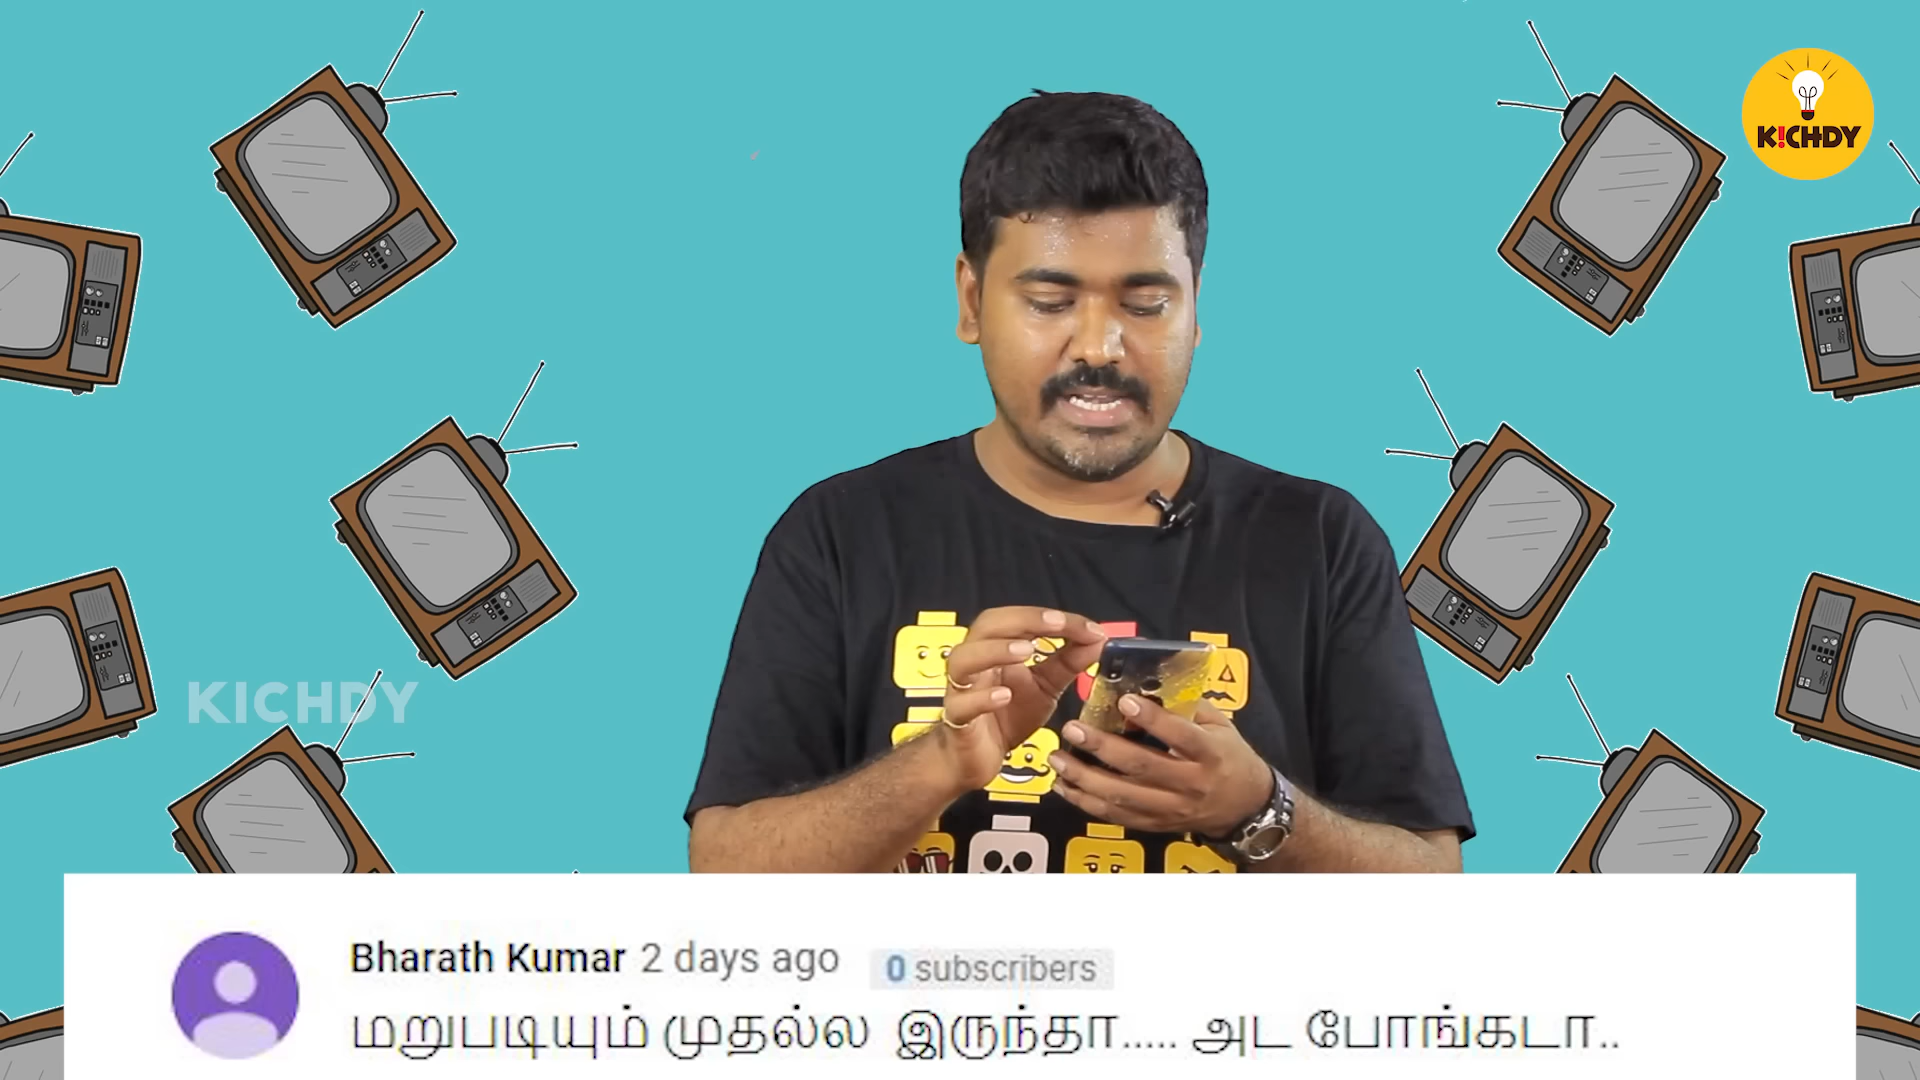 K!CHDY
KICHDY
Bharath Kumar 2 days ago 0 subscribers
மறுபடியும் முதல்ல இருந்தா..... அட போங்கடா..